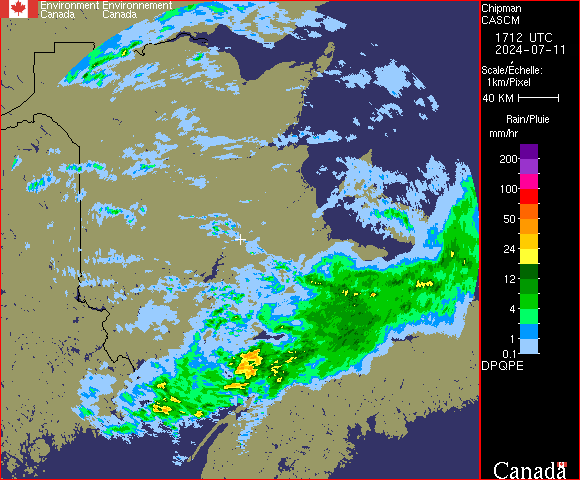 Environment Environnement
Canada Canada
Chipman
CASCM
1712 UTC
2024-07-11
Scale/Echelle:
1km/Pixel
40 KM
Rain/Pluie
mm/hr
200
100
50
24
12
4
1
0.1
DPQPE
Canada